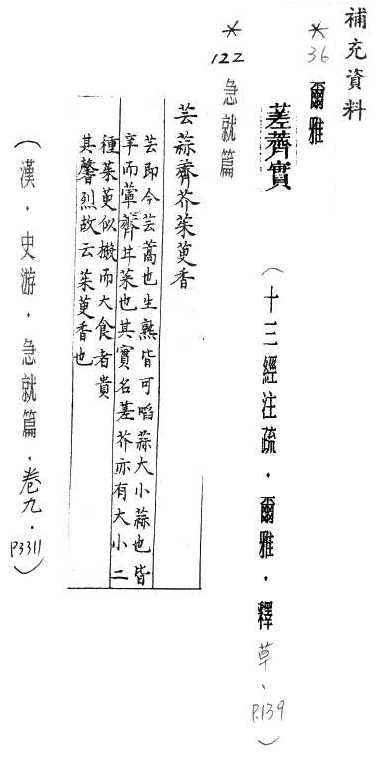 補充資料
*36 爾雅
蒫薺實
（十三經注疏．爾雅．釋草、P.139）
*122 急就篇
芸蒜薺芥茱萸香
芸即今芸蒿也生熟皆可啗蒜大小蒜也皆
辛而葷薺甘菜也其實名蒫芥亦有大小二
種茱萸似樧而大食者貴
其馨烈故云茱萸香也
（漢．史游．急就篇．卷九．P3311）